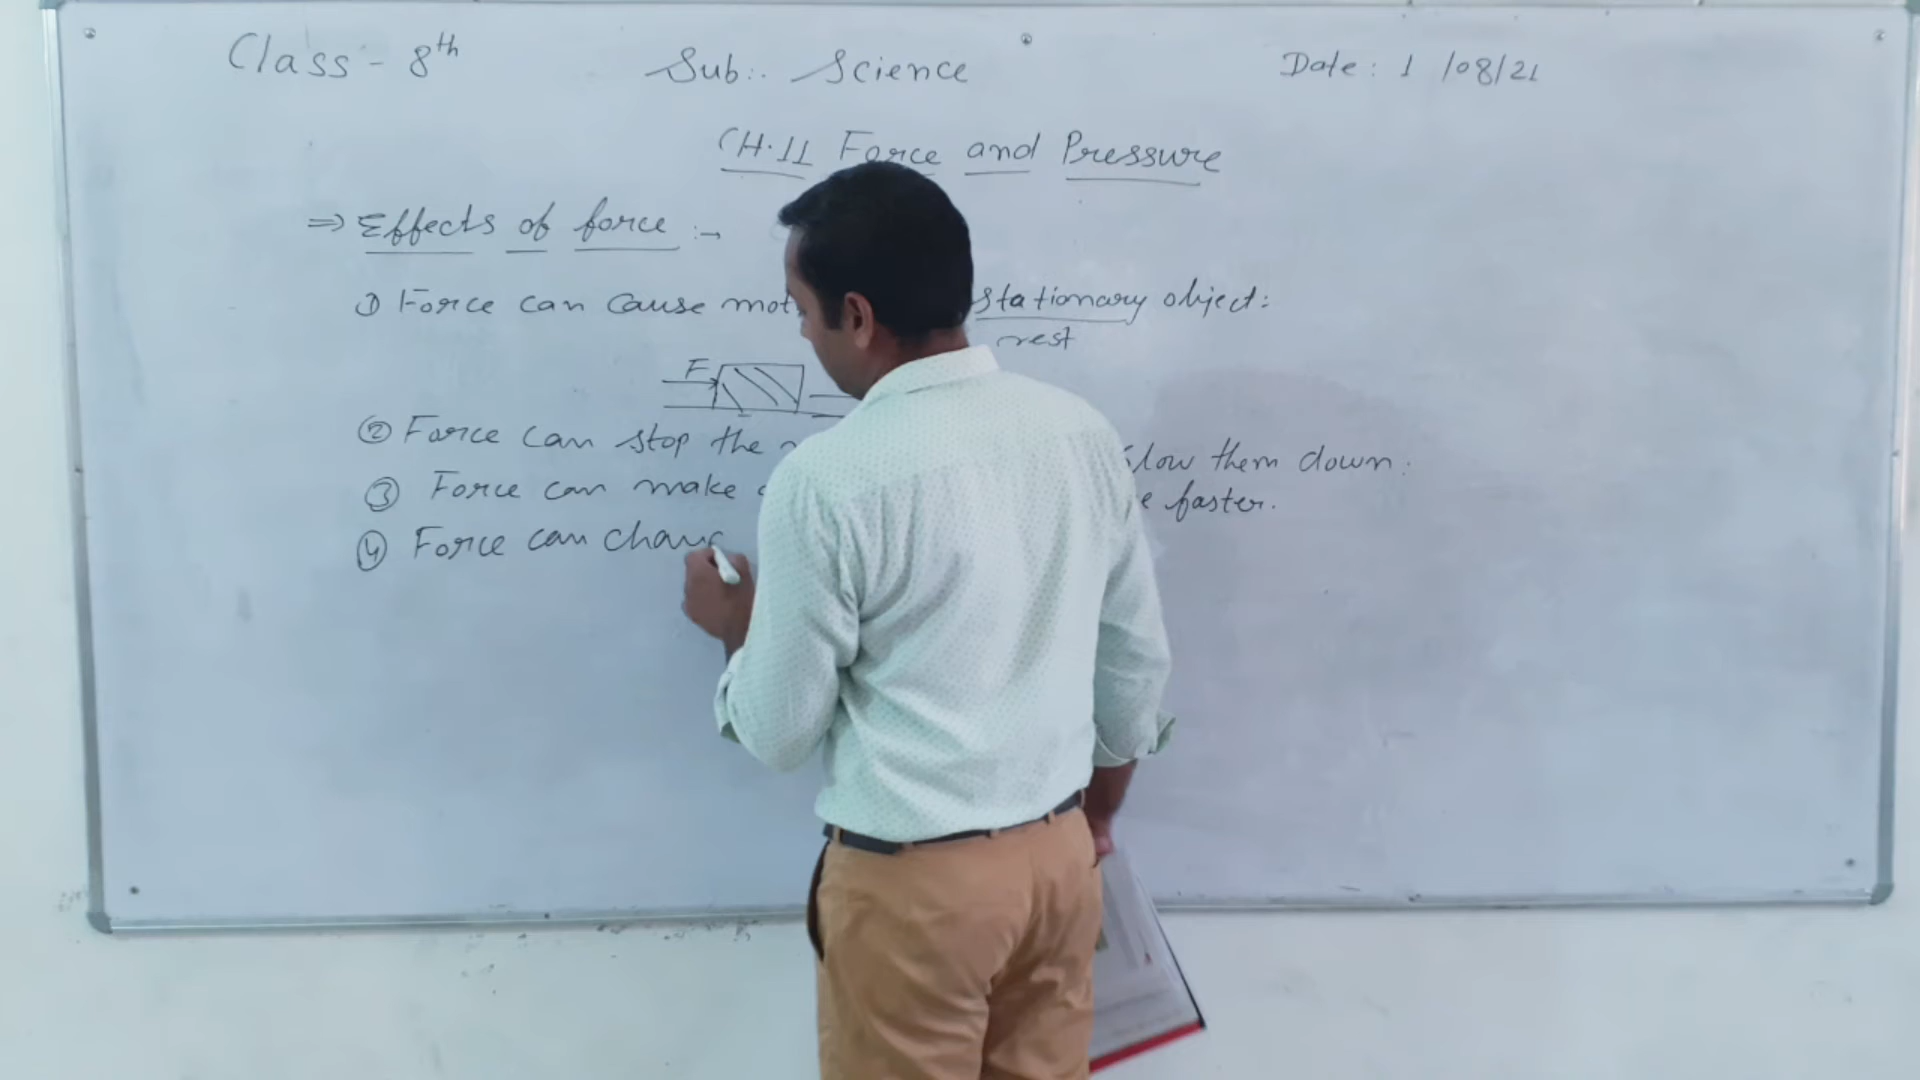 Class - 8th Sub:. Science Date: 1 /08/21
CH.11 Force and Pressure
⇒ Effects of force :→
① Force can cause mot stationary object:
rest
F
② Force can stop the slow them down.
③ Force can make faster.
④ Force can chang